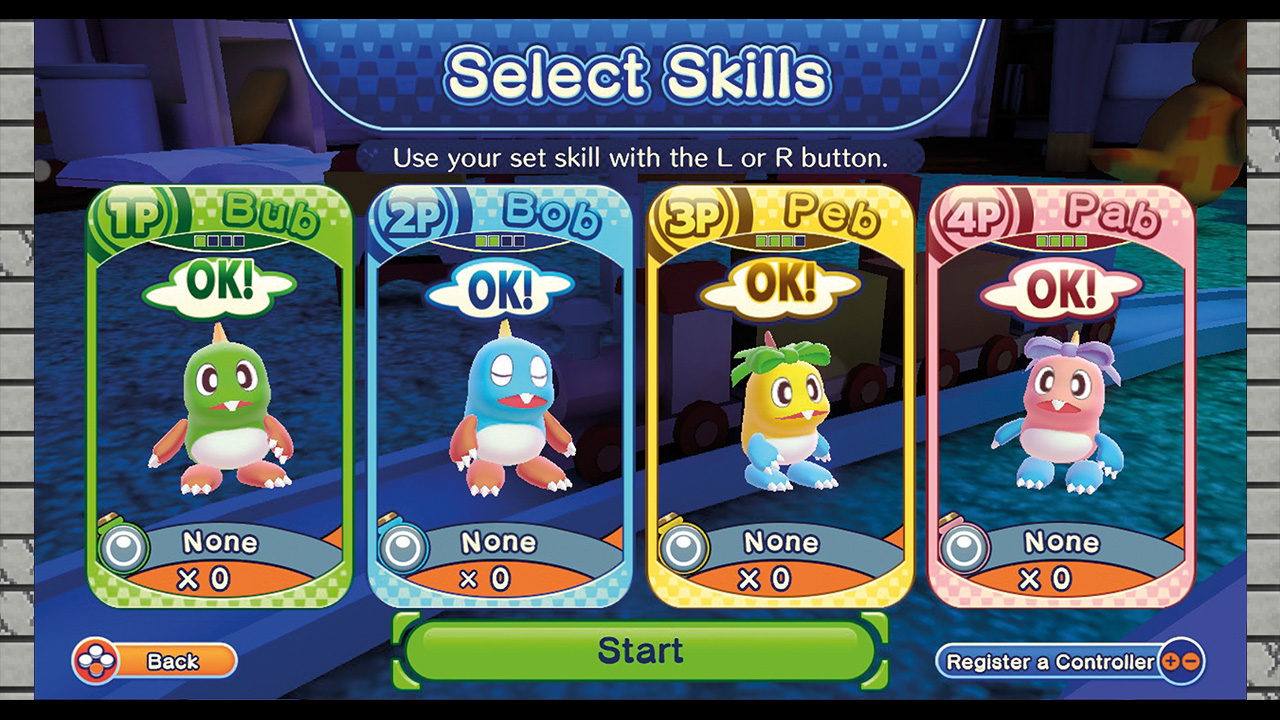 Select Skills
Use your set skill with the L or R button.
1P Bub
2P Bob
3P Peb
4P Pab
OK!
OK!
OK!
OK!
None
× 0
None
× 0
None
× 0
None
× 0
Back
Start
Register a Controller